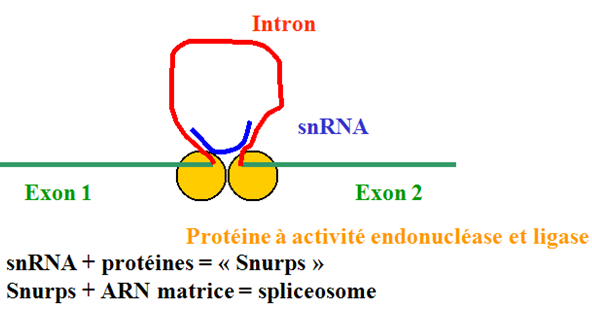 Intron
snRNA
Exon 1
Exon 2
Protéine à activité endonucléase et ligase
snRNA + protéines = « Snurps »
Snurps + ARN matrice = spliceosome